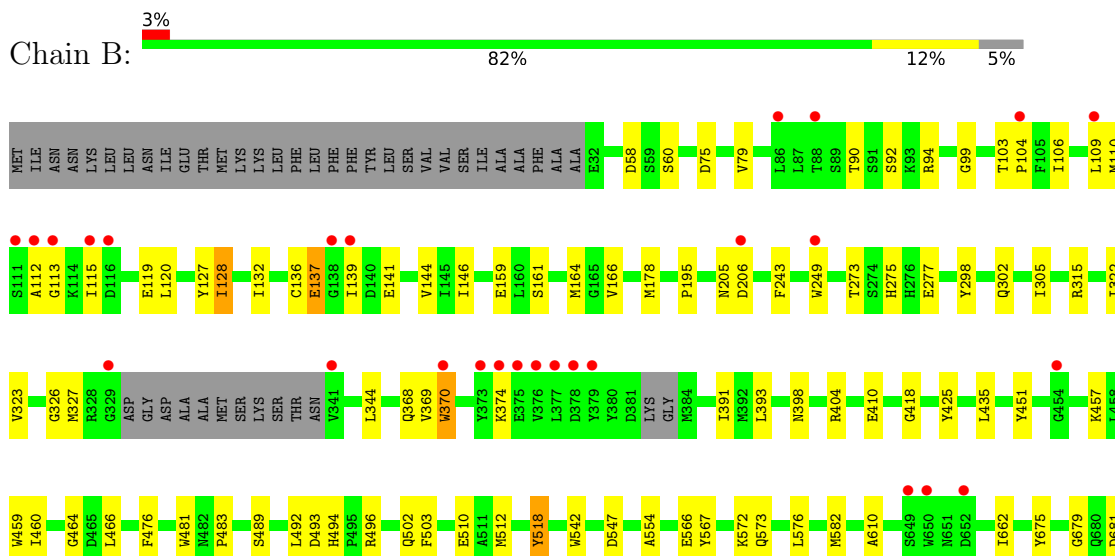 3%
Chain B:
82% 12% 5%
MET ILE ASN ASN LYS LEU LEU ASN ILE GLU THR MET LYS LYS LEU PHE LEU PHE PHE TYR LEU SER VAL VAL SER ILE ALA ALA PHE ALA ALA E32 D58 S59 S60 D75 V79 L86 L87 T88 S89 T90 S91 S92 K93 R94 G99 T103 P104 F105 I106 L109 M110
S111 A112 G113 K114 I115 D116 E119 L120 Y127 I128 I132 C136 E137 G138 I139 D140 E141 V144 I145 I146 E159 L160 S161 M164 G165 V166 M178 P195 N205 D206 F243 W249 T273 S274 H275 H276 E277 Y298 Q302 I305 R315 I322
V323 G326 M327 R328 G329 ASP GLY ASP ALA ALA MET SER LYS SER THR ASN V341 L344 Q368 V369 W370 Y373 K374 E375 V376 L377 D378 Y379 Y380 D381 LYS GLY M384 I391 M392 L393 N398 R404 E410 G418 Y425 L435 Y451 G454 K457 L458
W459 I460 G464 D465 L466 F476 W481 N482 P483 S489 L492 D493 H494 P495 R496 Q502 F503 E510 A511 M512 Y518 W542 D547 A554 E566 Y567 K572 Q573 L576 M582 A610 S649 W650 N651 D652 I662 Y675 G679 Q680